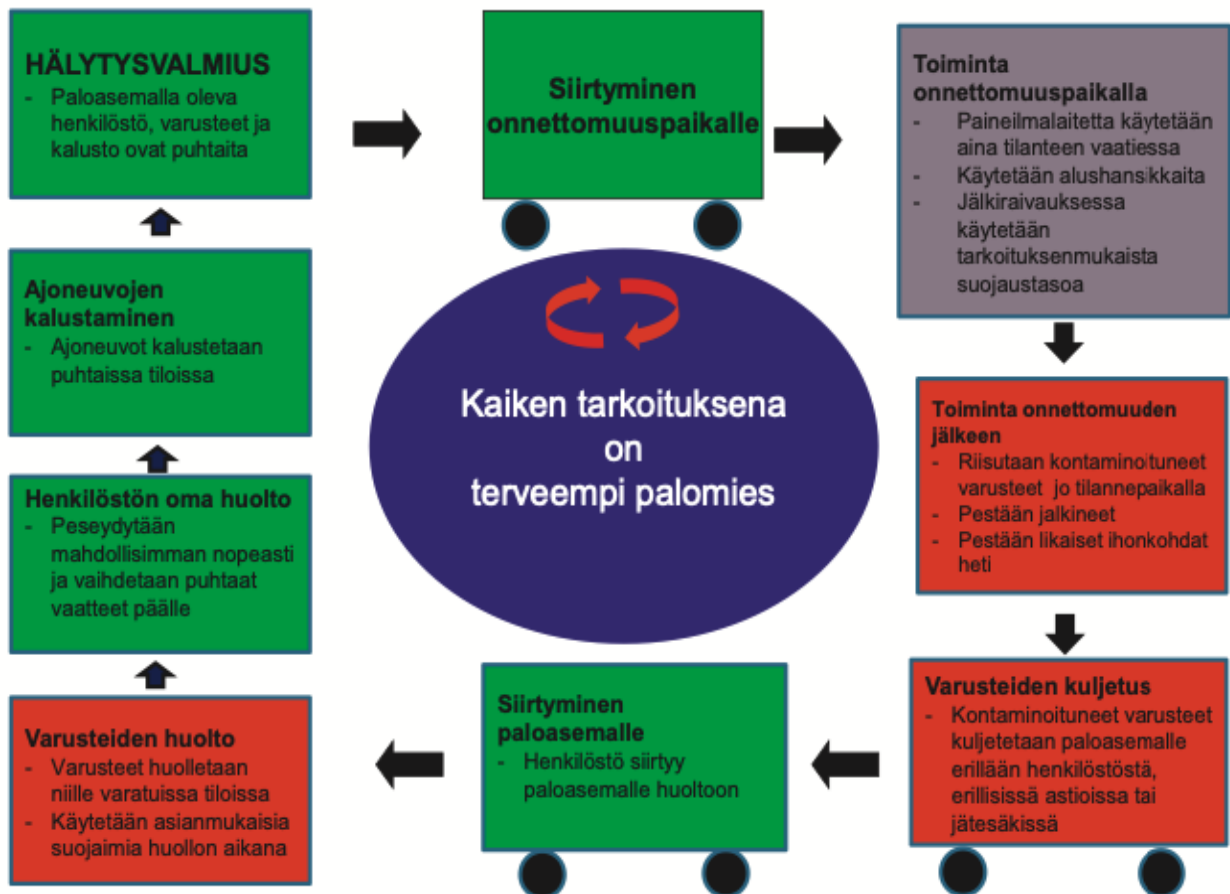 HÄLYTYSVALMIUS
- Paloasemalla oleva
henkilöstö, varusteet ja
kalusto ovat puhtaita
Siirtyminen
onnettomuuspaikalle
Toiminta
onnettomuuspaikalla
- Paineilmalaitetta käytetään
aina tilanteen vaatiessa
- Käytetään alushansikkaita
- Jälkiraivauksessa
käytetään
tarkoituksenmukaista
suojaustasoa
Toiminta onnettomuuden
jälkeen
- Riisutaan kontaminoituneet
varusteet jo tilannepaikalla
- Pestään jalkineet
- Pestään likaiset ihonkohdat
heti
Varusteiden kuljetus
- Kontaminoituneet varusteet
kuljetetaan paloasemalle
erillään henkilöstöstä,
erillisissä astioissa tai
jätesäkissä
Siirtyminen
paloasemalle
- Henkilöstö siirtyy
paloasemalle huoltoon
Varusteiden huolto
- Varusteet huolletaan
niille varatuissa tiloissa
- Käytetään asianmukaisia
suojaimia huollon aikana
Henkilöstön oma huolto
- Peseydytään
mahdollisimman nopeasti
ja vaihdetaan puhtaat
vaatteet päälle
Ajoneuvojen
kalustaminen
- Ajoneuvot kalustetaan
puhtaissa tiloissa
Kaiken tarkoituksena
on
terveempi palomies